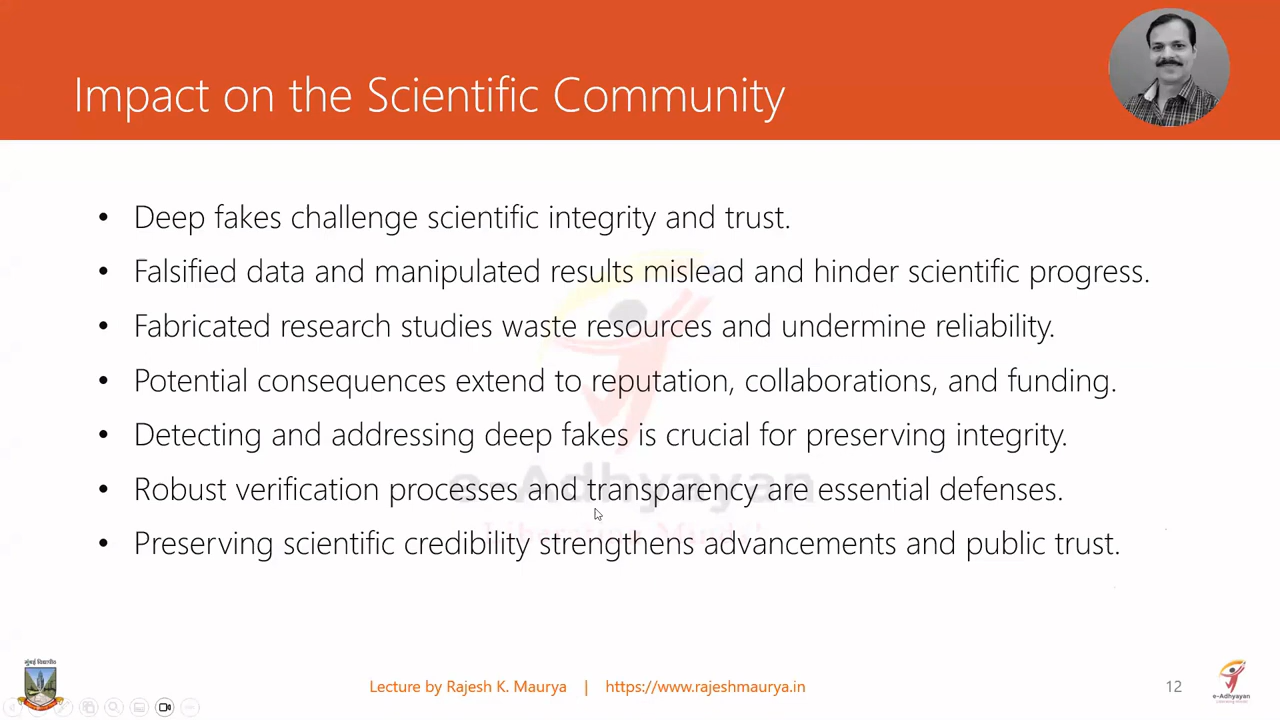 Impact on the Scientific Community
• Deep fakes challenge scientific integrity and trust.
• Falsified data and manipulated results mislead and hinder scientific progress.
• Fabricated research studies waste resources and undermine reliability.
• Potential consequences extend to reputation, collaborations, and funding.
• Detecting and addressing deep fakes is crucial for preserving integrity.
• Robust verification processes and transparency are essential defenses.
• Preserving scientific credibility strengthens advancements and public trust.
e-Adhyayan
Lecture by Rajesh K. Maurya | https://www.rajeshmaurya.in
12
e-Adhyayan